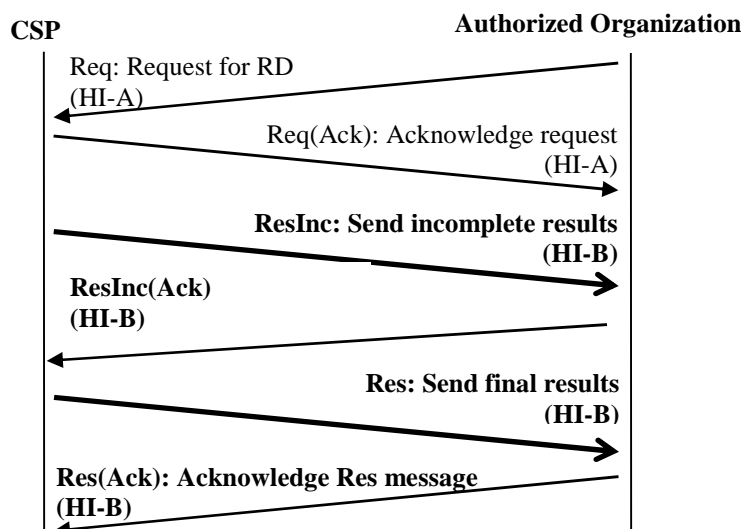 CSP
Authorized Organization
Req: Request for RD
(HI-A)
Req(Ack): Acknowledge request
(HI-A)
ResInc: Send incomplete results
(HI-B)
ResInc(Ack)
(HI-B)
Res: Send final results
(HI-B)
Res(Ack): Acknowledge Res message
(HI-B)